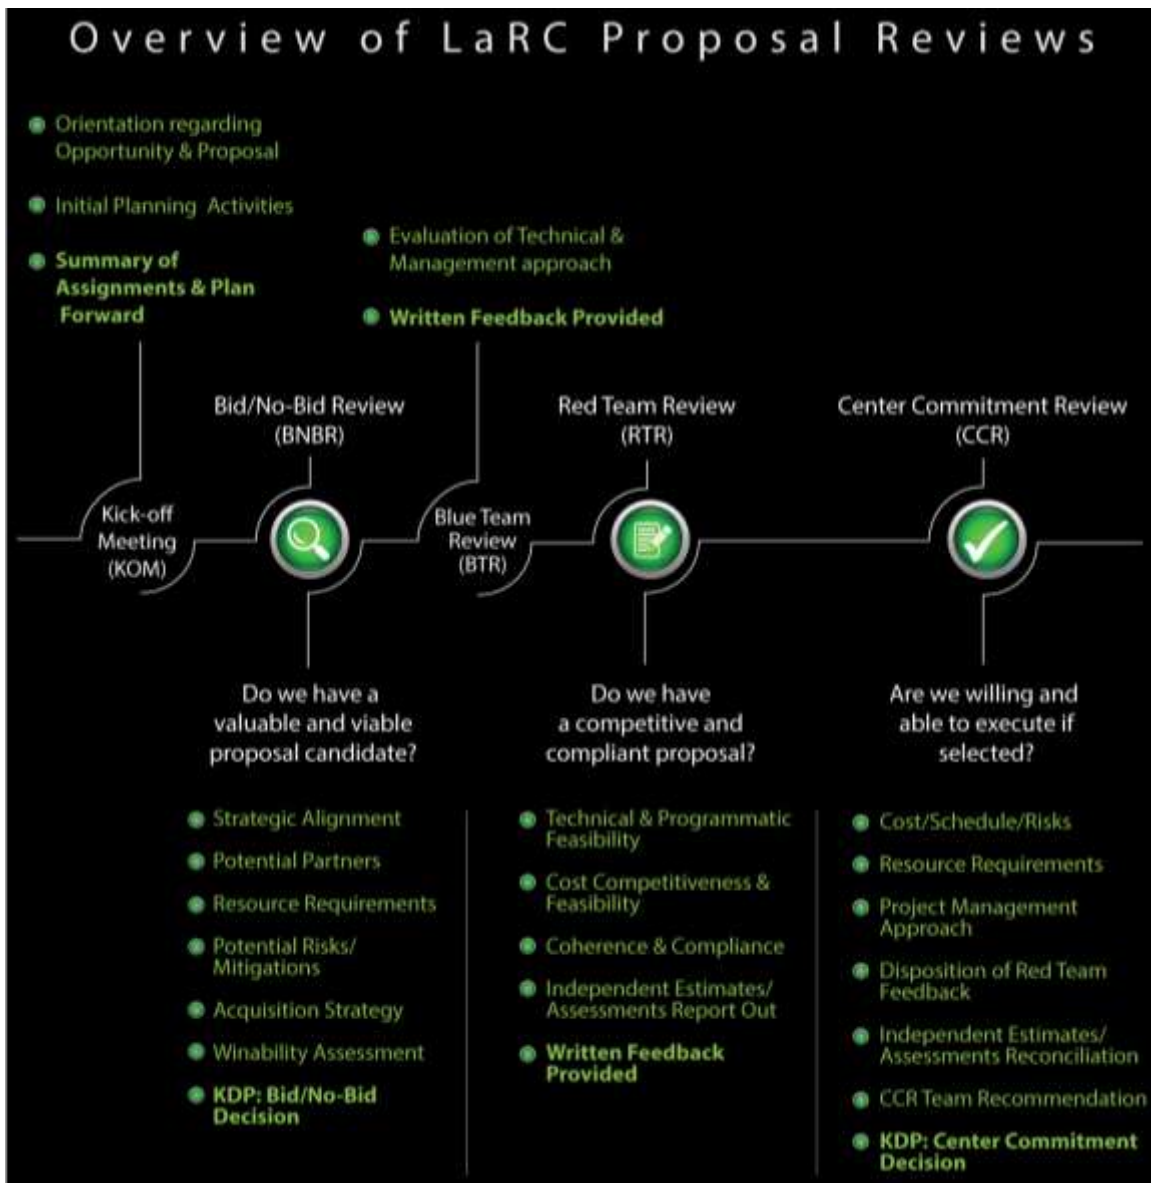 Overview of LaRC Proposal Reviews
Orientation regarding
Opportunity & Proposal
Initial Planning Activities
Summary of
Assignments & Plan
Forward
Evaluation of Technical &
Management approach
Written Feedback Provided
Kick-off
Meeting
(KOM)
Bid/No-Bid Review
(BNBR)
Blue Team
Review
(BTR)
Red Team Review
(RTR)
Center Commitment Review
(CCR)
Do we have a
valuable and viable
proposal candidate?
Strategic Alignment
Potential Partners
Resource Requirements
Potential Risks/
Mitigations
Acquisition Strategy
Winability Assessment
KDP: Bid/No-Bid
Decision
Do we have
a competitive and
compliant proposal?
Technical & Programmatic
Feasibility
Cost Competitiveness &
Feasibility
Coherence & Compliance
Independent Estimates/
Assessments Report Out
Written Feedback
Provided
Are we willing and
able to execute if
selected?
Cost/Schedule/Risks
Resource Requirements
Project Management
Approach
Disposition of Red Team
Feedback
Independent Estimates/
Assessments Reconciliation
CCR Team Recommendation
KDP: Center Commitment
Decision